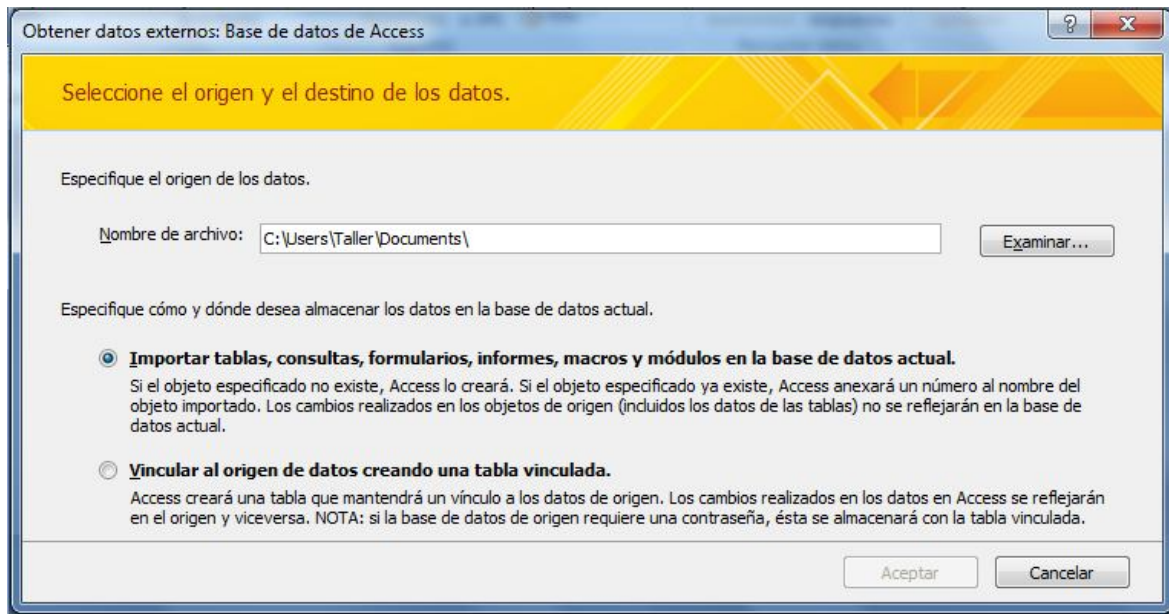 Obtener datos externos: Base de datos de Access
Seleccione el origen y el destino de los datos.
Especifique el origen de los datos.
Nombre de archivo: C:\Users\Taller\Documents\ Examinar...
Especifique cómo y dónde desea almacenar los datos en la base de datos actual.
Importar tablas, consultas, formularios, informes, macros y módulos en la base de datos actual.
Si el objeto especificado no existe, Access lo creará. Si el objeto especificado ya existe, Access anexará un número al nombre del
objeto importado. Los cambios realizados en los objetos de origen (incluidos los datos de las tablas) no se reflejarán en la base de
datos actual.
Vincular al origen de datos creando una tabla vinculada.
Access creará una tabla que mantendrá un vínculo a los datos de origen. Los cambios realizados en los datos en Access se reflejarán
en el origen y viceversa. NOTA: si la base de datos de origen requiere una contraseña, ésta se almacenará con la tabla vinculada.
Aceptar Cancelar